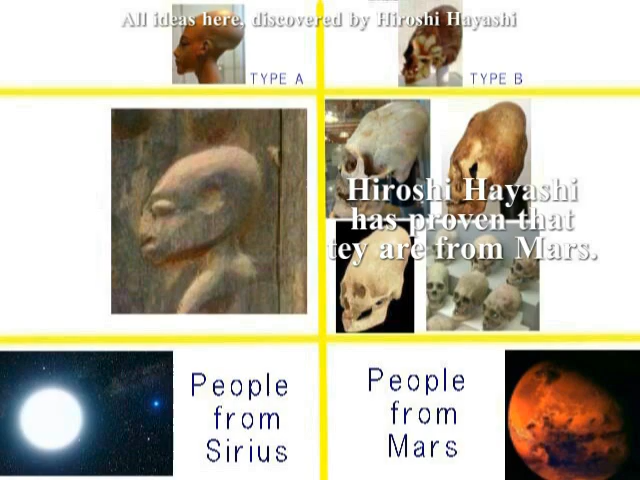 All ideas here, discovered by Hiroshi Hayashi
TYPE A
TYPE B
Hiroshi Hayashi
has proven that
tey are from Mars.
People
from
Sirius
People
from
Mars